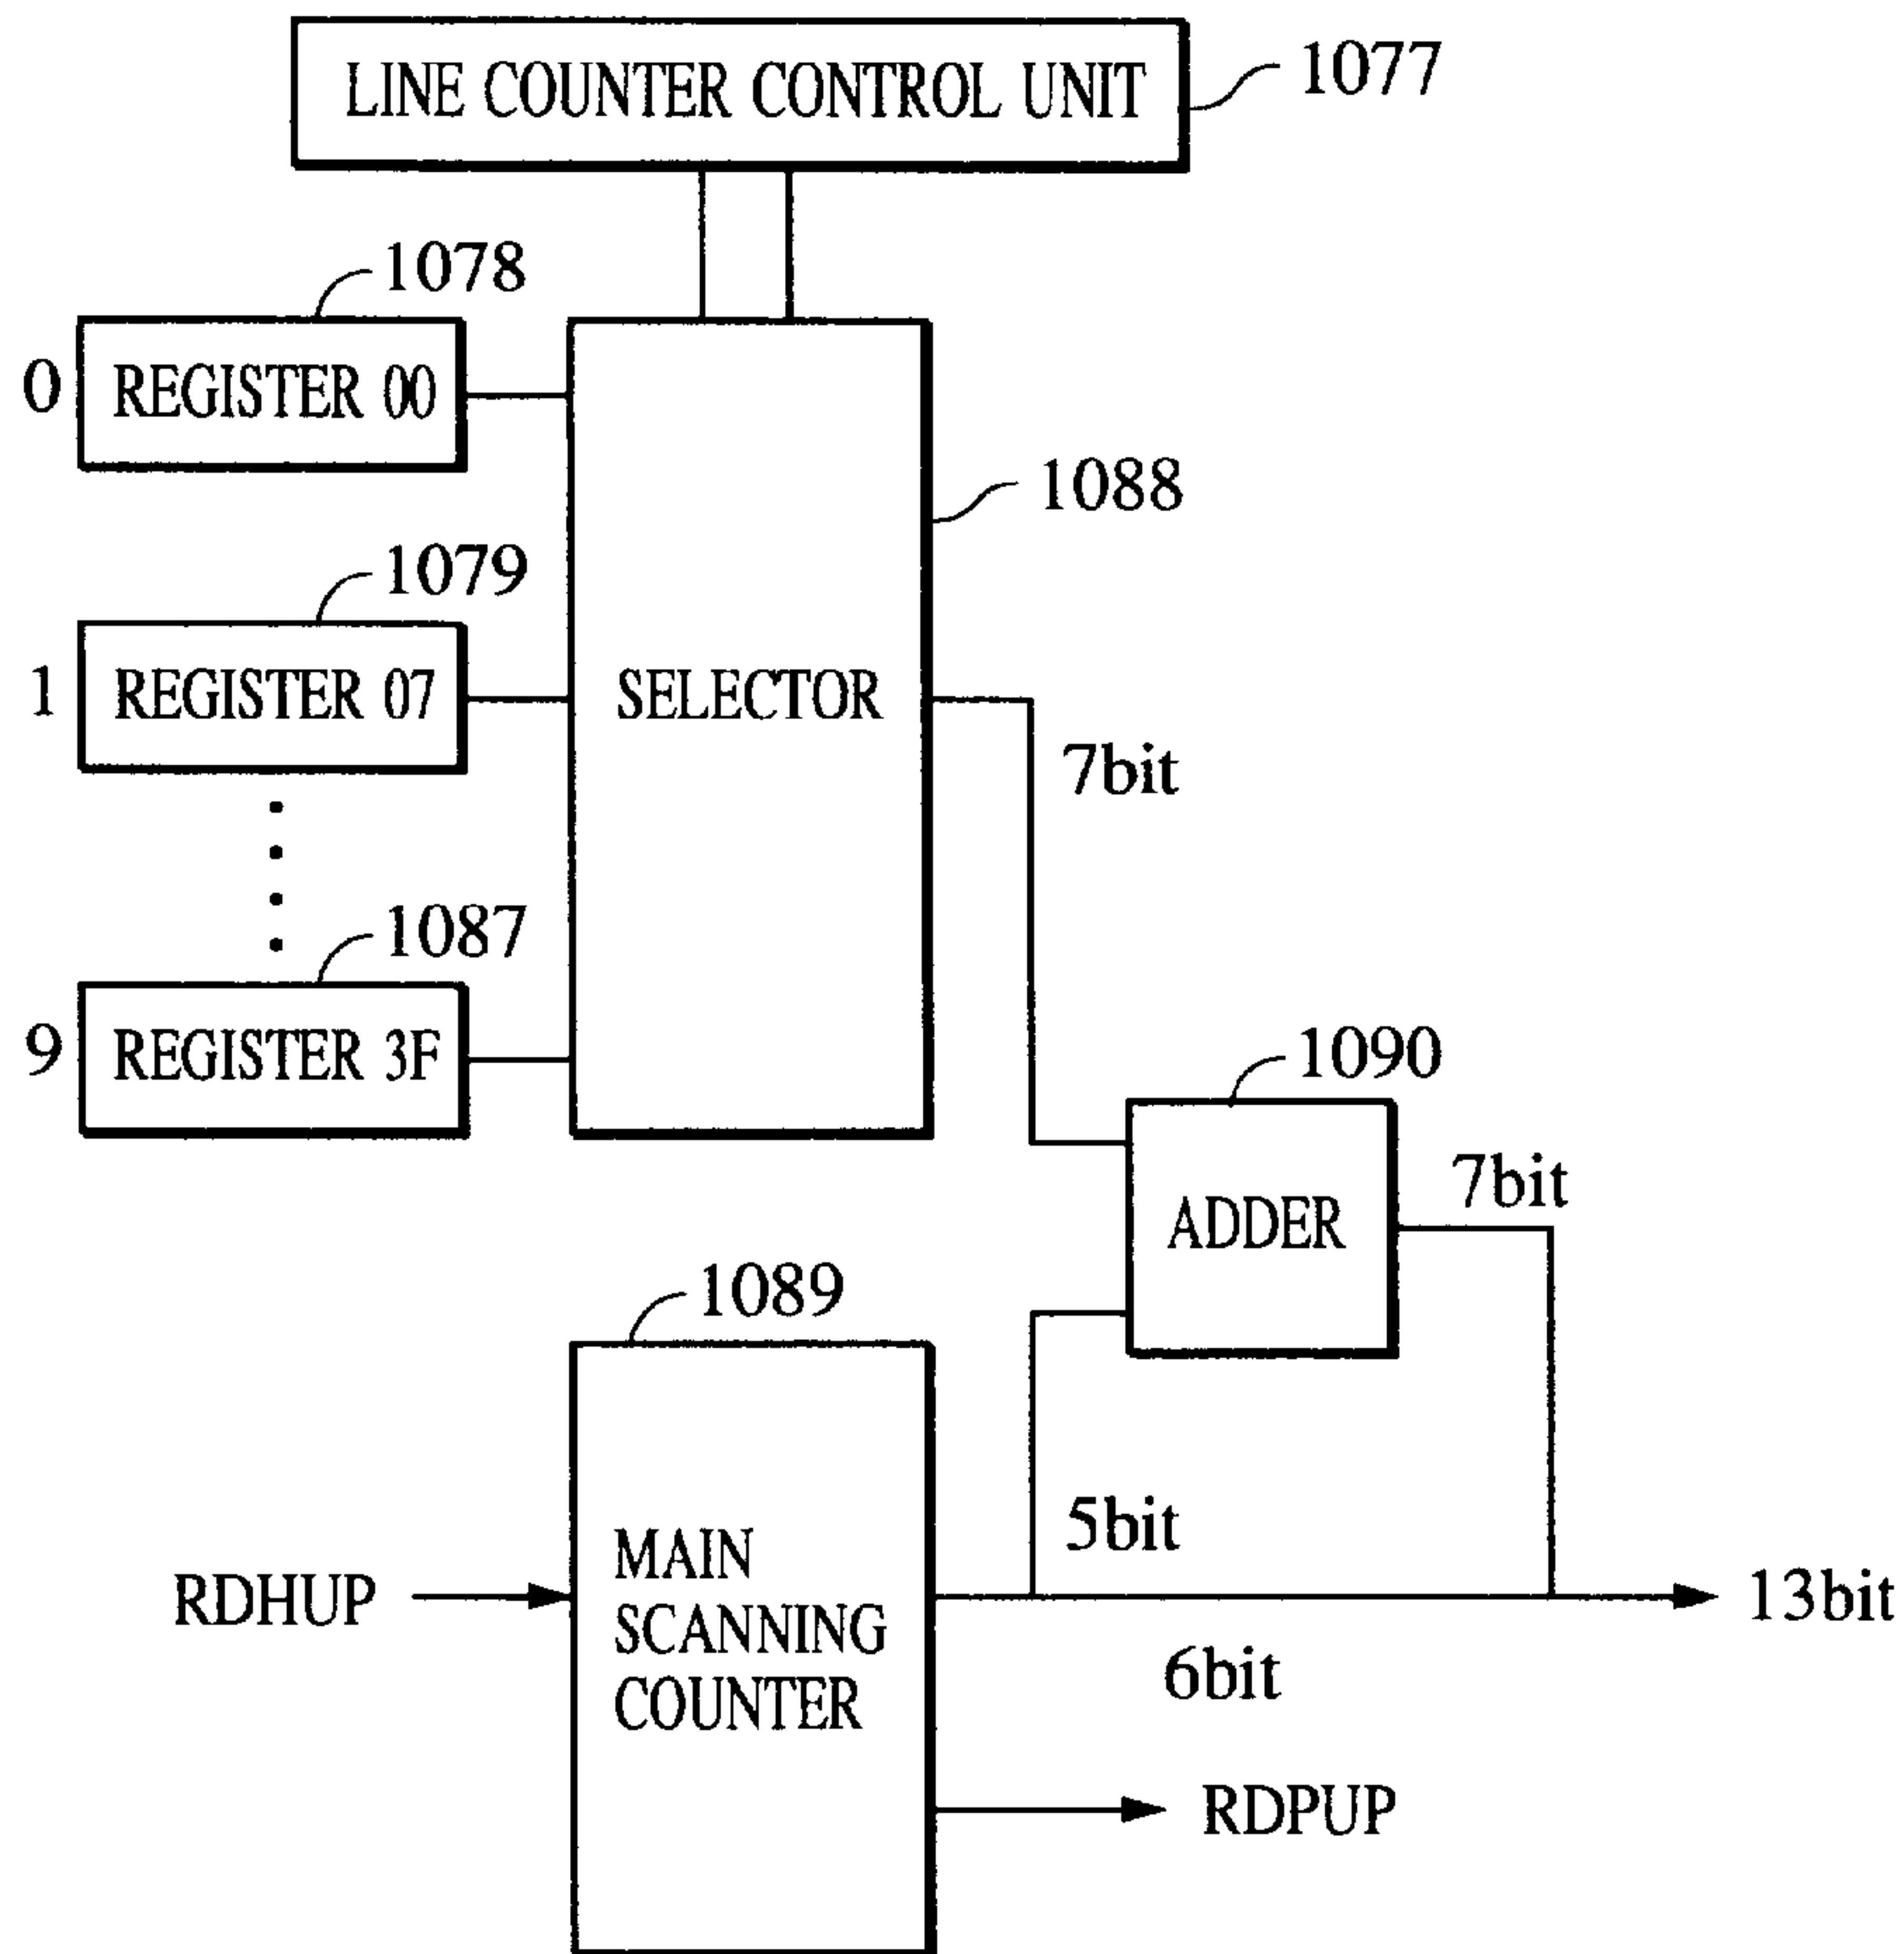 LINE COUNTER CONTROL UNIT
1077
1078
0
REGISTER 00
1088
1079
1
REGISTER 07
SELECTOR
7bit
1087
9
REGISTER 3F
1090
ADDER
7bit
1089
5bit
RDHUP
MAIN
SCANNING
COUNTER
13bit
6bit
RDPUP